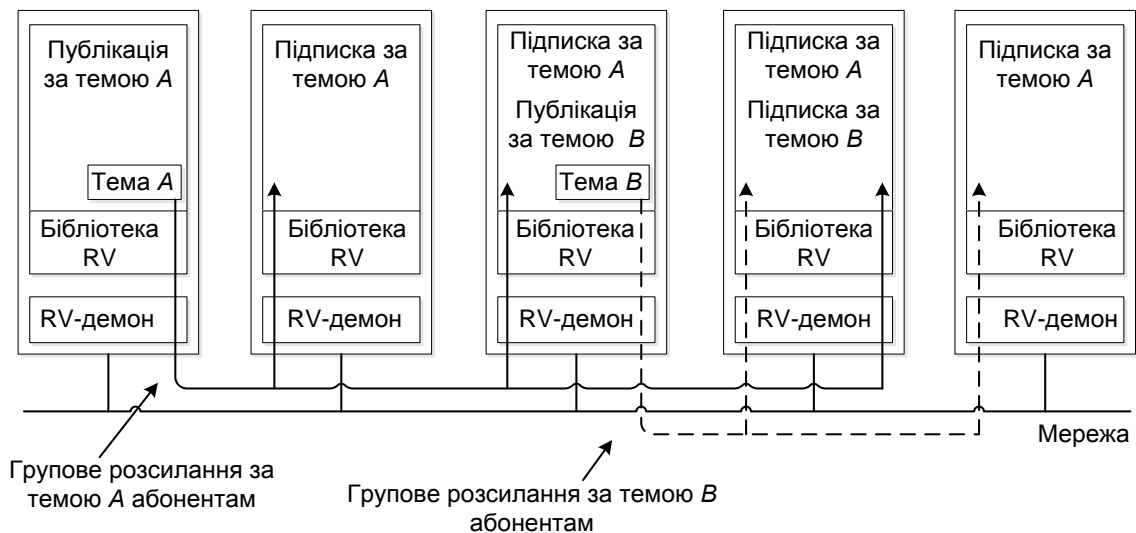 Публікація
за темою A
Тема A
Бібліотека
RV
RV-демон
Підписка за
темою A
Бібліотека
RV
RV-демон
Підписка за
темою A
Публікація
за темою B
Тема B
Бібліотека
RV
RV-демон
Підписка за
темою A
Підписка за
темою B
Бібліотека
RV
RV-демон
Підписка за
темою A
Бібліотека
RV
RV-демон
Мережа
Групове розсилання за
темою A абонентам
Групове розсилання за темою B
абонентам